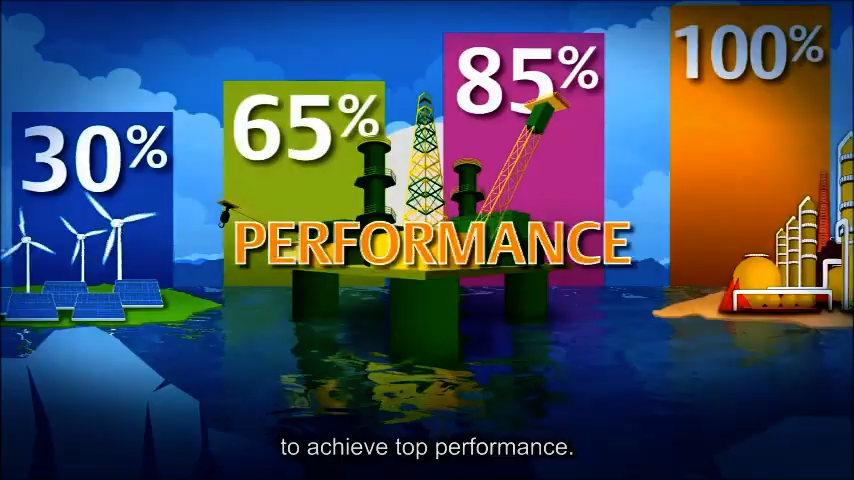 30%
65%
85%
100%
PERFORMANCE
to achieve top performance.